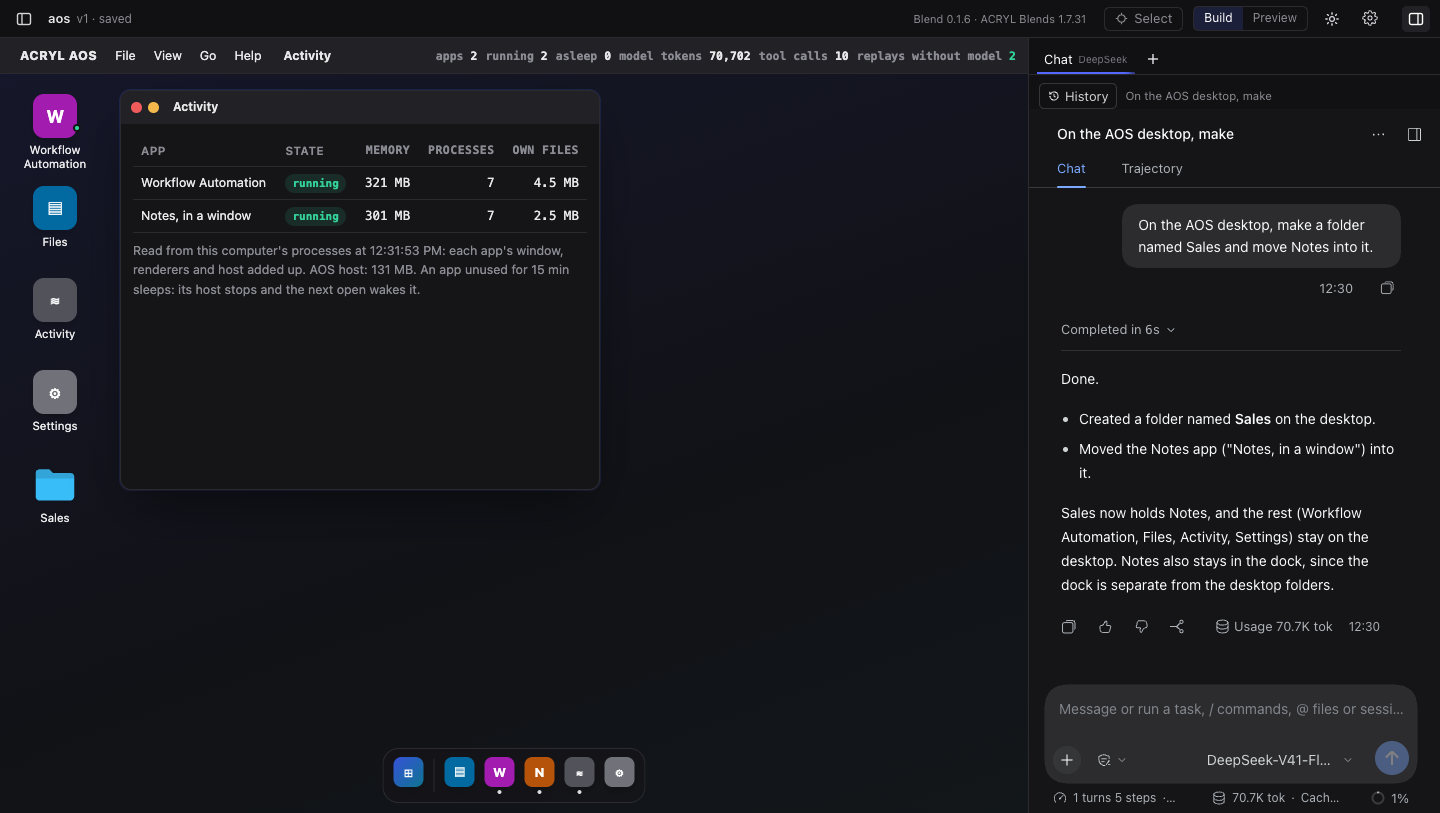 aos v1 · saved
Blend 0.1.6 · ACRYL Blends 1.7.31
Select
Build
Preview
ACRYL AOS File View Go Help Activity
apps 2 running 2 asleep 0 model tokens 70,702 tool calls 10 replays without model 2
W
Workflow
Automation
Files
Activity
Settings
Sales
Activity
APP STATE MEMORY PROCESSES OWN FILES
Workflow Automation running 321 MB 7 4.5 MB
Notes, in a window running 301 MB 7 2.5 MB
Read from this computer's processes at 12:31:53 PM: each app's window,
renderers and host added up. AOS host: 131 MB. An app unused for 15 min
sleeps: its host stops and the next open wakes it.
W
N
Chat DeepSeek
History
On the AOS desktop, make
On the AOS desktop, make
Chat
Trajectory
On the AOS desktop, make a folder
named Sales and move Notes into it.
12:30
Completed in 6s
Done.
• Created a folder named Sales on the desktop.
• Moved the Notes app ("Notes, in a window") into
it.
Sales now holds Notes, and the rest (Workflow
Automation, Files, Activity, Settings) stay on the
desktop. Notes also stays in the dock, since the
dock is separate from the desktop folders.
Usage 70.7K tok 12:30
Message or run a task, / commands, @ files or sessi...
DeepSeek-V41-Fl...
1 turns 5 steps ·...
70.7K tok · Cach...
1%